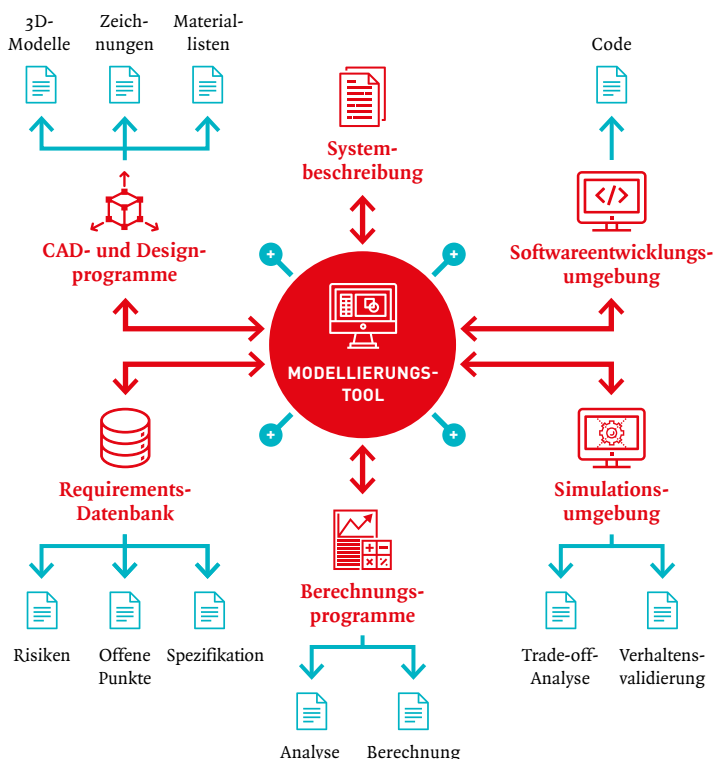 3D-
Modelle
Zeich-
nungen
Material-
listen
Code
System-
beschreibung
CAD- und Design-
programme
</>
Softwareentwicklungs-
umgebung
MODELLIERUNGS-
TOOL
Requirements-
Datenbank
Simulations-
umgebung
Berechnungs-
programme
Risiken
Offene
Punkte
Spezifikation
Trade-off-
Analyse
Verhaltens-
validierung
Analyse
Berechnung